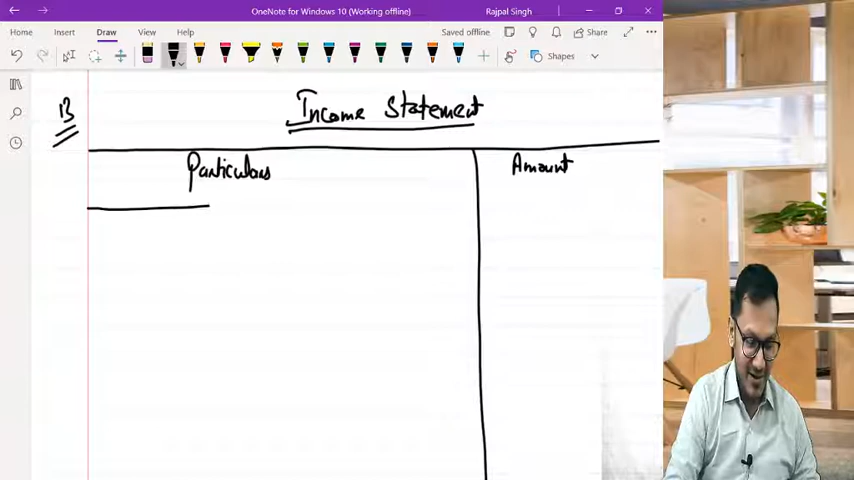 OneNote for Windows 10 (Working offline)
Rajpal Singh
Home Insert Draw View Help
Saved offline
Share
Shapes
B
Income Statement
Particulars
Amount